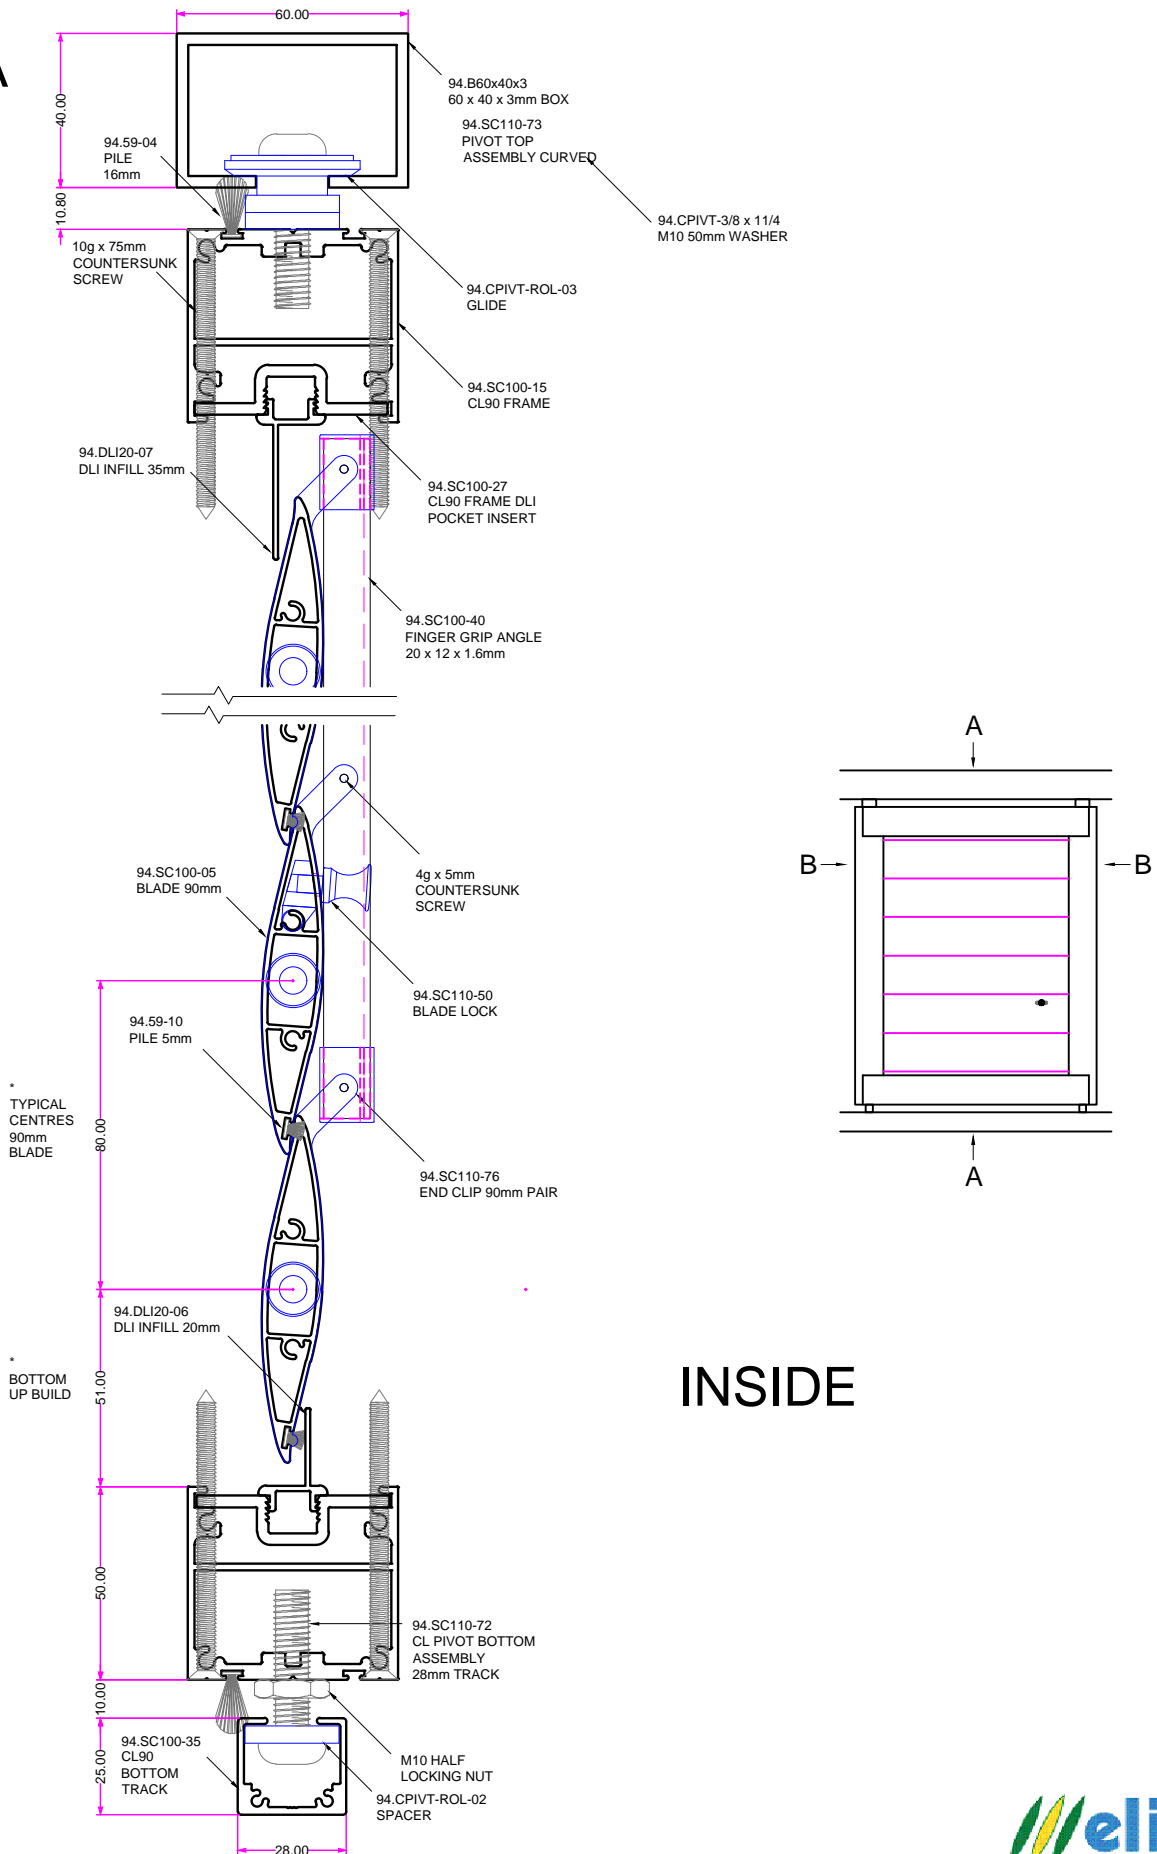 60.00
A
40.00
10.80
94.B60x40x3
60 x 40 x 3mm BOX
94.SC110-73
PIVOT TOP
ASSEMBLY CURVED
94.59-04
PILE
16mm
94.CPIVT-3/8 x 11/4
M10 50mm WASHER
10g x 75mm
COUNTERSUNK
SCREW
94.CPIVT-ROL-03
GLIDE
94.SC100-15
CL90 FRAME
94.DLI20-07
DLI INFILL 35mm
94.SC100-27
CL90 FRAME DLI
POCKET INSERT
94.SC100-40
FINGER GRIP ANGLE
20 x 12 x 1.6mm
A
B
B
A
94.SC100-05
BLADE 90mm
4g x 5mm
COUNTERSUNK
SCREW
94.SC110-50
BLADE LOCK
94.59-10
PILE 5mm
*
TYPICAL
CENTRES
90mm
BLADE
80.00
94.SC110-76
END CLIP 90mm PAIR
94.DLI20-06
DLI INFILL 20mm
*
BOTTOM
UP BUILD
51.00
INSIDE
50.00
94.SC110-72
CL PIVOT BOTTOM
ASSEMBLY
28mm TRACK
10.00
25.00
94.SC100-35
CL90
BOTTOM
TRACK
M10 HALF
LOCKING NUT
94.CPIVT-ROL-02
SPACER
28.00
eli